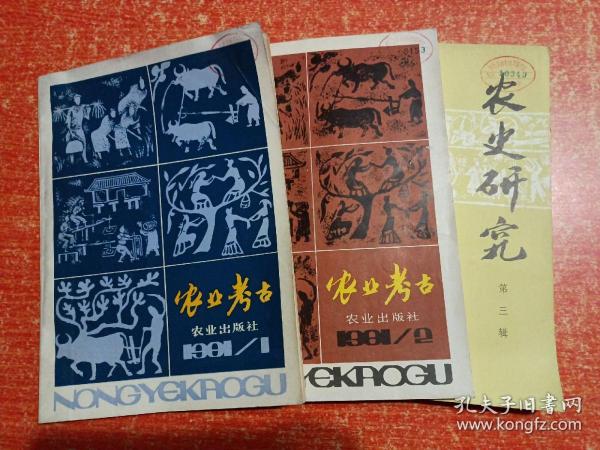 农业考古
农业出版社
1981/1
NONGYEKAOGU
农业考古
农业出版社
1981/2
YEKAOGU
农史研究
第三辑
孔夫子旧书网
kongfz.com